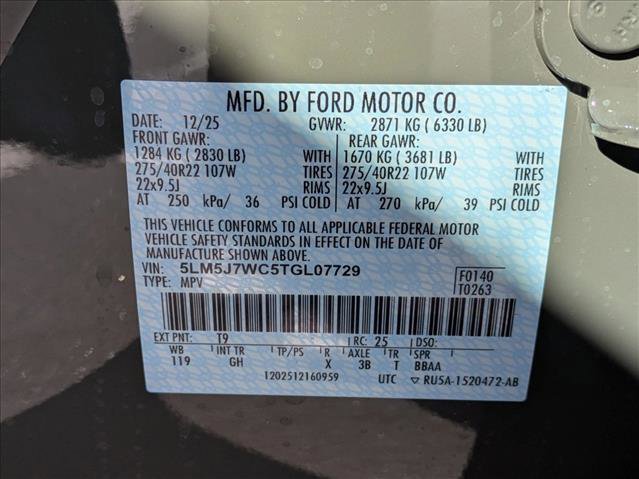 MFD. BY FORD MOTOR CO.
DATE: 12/25 GVWR: 2871 KG ( 6330 LB)
FRONT GAWR: REAR GAWR:
1284 KG ( 2830 LB) WITH 1670 KG ( 3681 LB) WITH
275/40R22 107W TIRES 275/40R22 107W TIRES
22x9.5J RIMS 22x9.5J RIMS
AT 250 kPa/ 36 PSI COLD AT 270 kPa/ 39 PSI COLD
THIS VEHICLE CONFORMS TO ALL APPLICABLE FEDERAL MOTOR
VEHICLE SAFETY STANDARDS IN EFFECT ON THE DATE OF
MANUFACTURE SHOWN ABOVE.
VIN: 5LM5J7WC5TGL07729 F0140
TYPE: MPV T0263
EXT PNT: T9 RC: 25 DSO:
WB INT TR TP/PS R AXLE TR SPR
119 GH X 3B T BBAA
1202512160959 UTC ▽ RU5A-1520472-AB